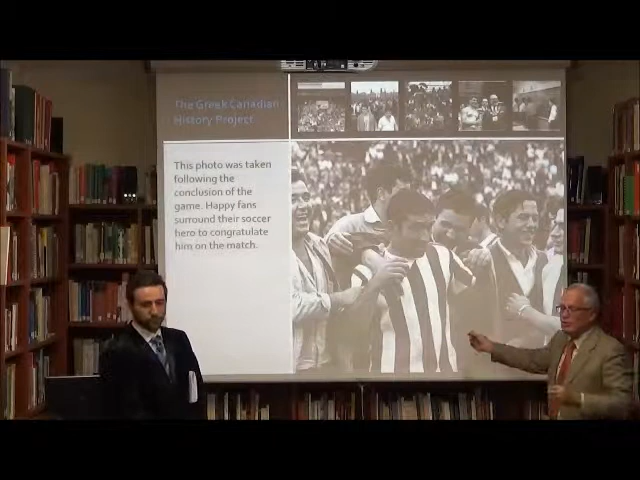 The Greek Canadian
History Project
This photo was taken
following the
conclusion of the
game. Happy fans
surround their soccer
hero to congratulate
him on the match.